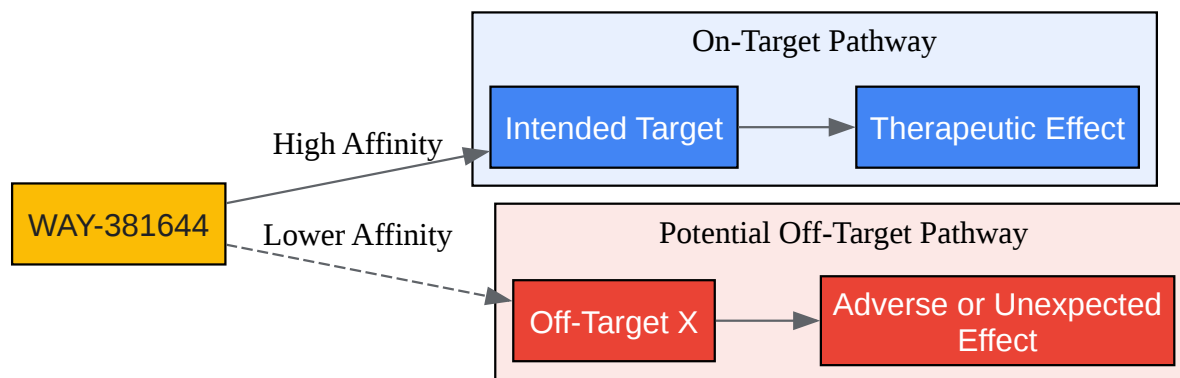 On-Target Pathway
Intended Target
Therapeutic Effect
High Affinity
WAY-381644
Lower Affinity
Potential Off-Target Pathway
Off-Target X
Adverse or Unexpected
Effect